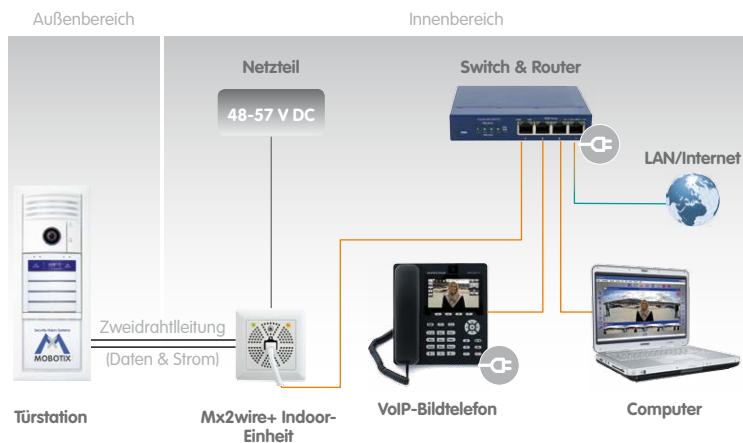 Außenbereich
Innenbereich
Netzteil
48-57 V DC
Switch & Router
LAN/Internet
Zweidrahtlleitung
(Daten & Strom)
MOBOTIX
Türstation
Mx2wire+ Indoor-
Einheit
VoIP-Bildtelefon
Computer